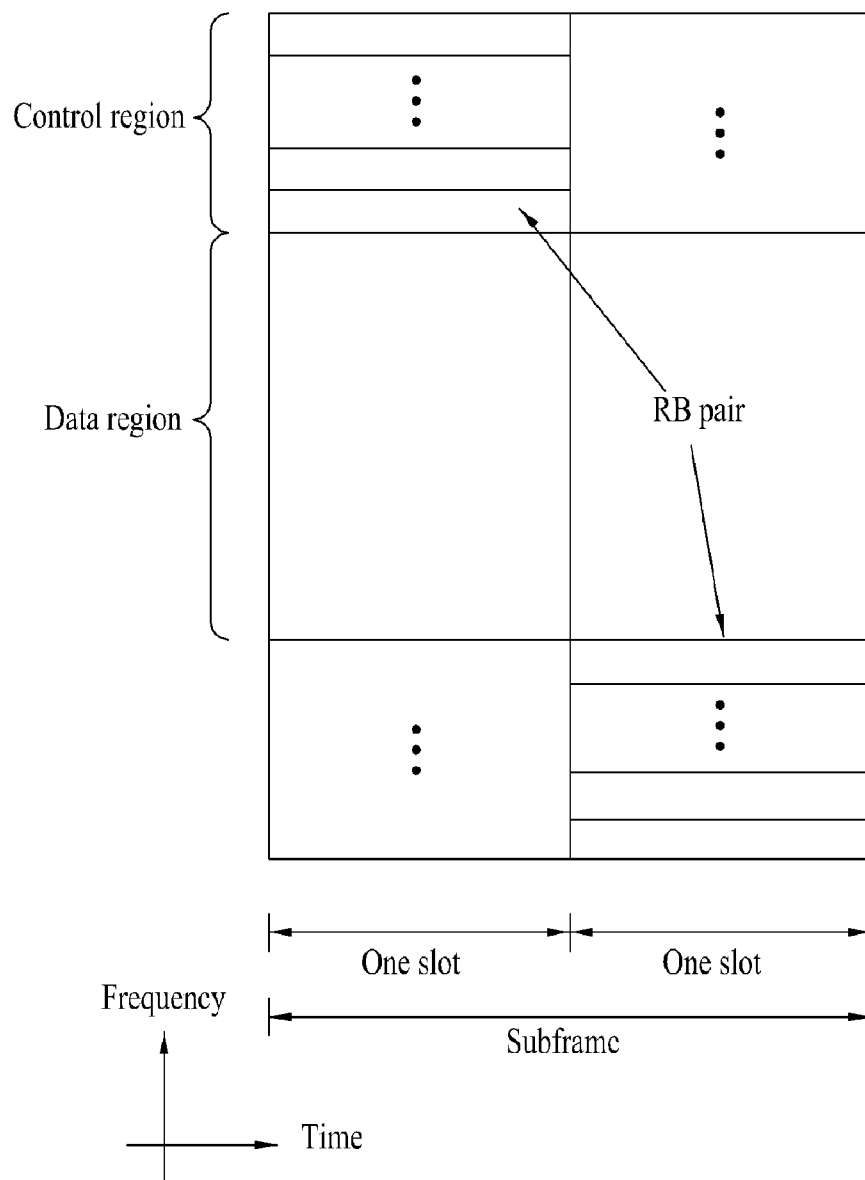 Control region
Data region
RB pair
One slot
One slot
Subframe
Frequency
Time